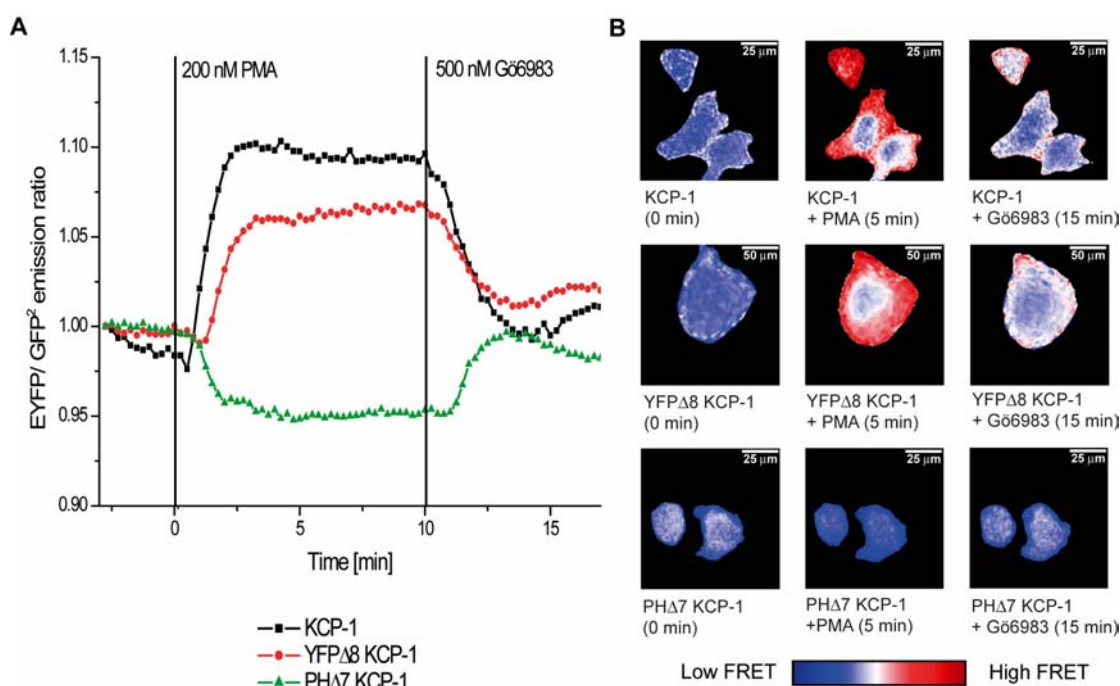 A
EYFP/ GFP² emission ratio
1.15
1.10
1.05
1.00
0.95
0.90
200 nM PMA
500 nM Gö6983
0
5
10
15
Time [min]
KCP-1
YFPΔ8 KCP-1
PHΔ7 KCP-1
B
25 µm
25 µm
25 µm
KCP-1
(0 min)
KCP-1
+ PMA (5 min)
KCP-1
+ Gö6983 (15 min)
50 µm
50 µm
50 µm
YFPΔ8 KCP-1
(0 min)
YFPΔ8 KCP-1
+ PMA (5 min)
YFPΔ8 KCP-1
+ Gö6983 (15 min)
25 µm
25 µm
25 µm
PHΔ7 KCP-1
(0 min)
PHΔ7 KCP-1
+PMA (5 min)
PHΔ7 KCP-1
+ Gö6983 (15 min)
Low FRET
High FRET